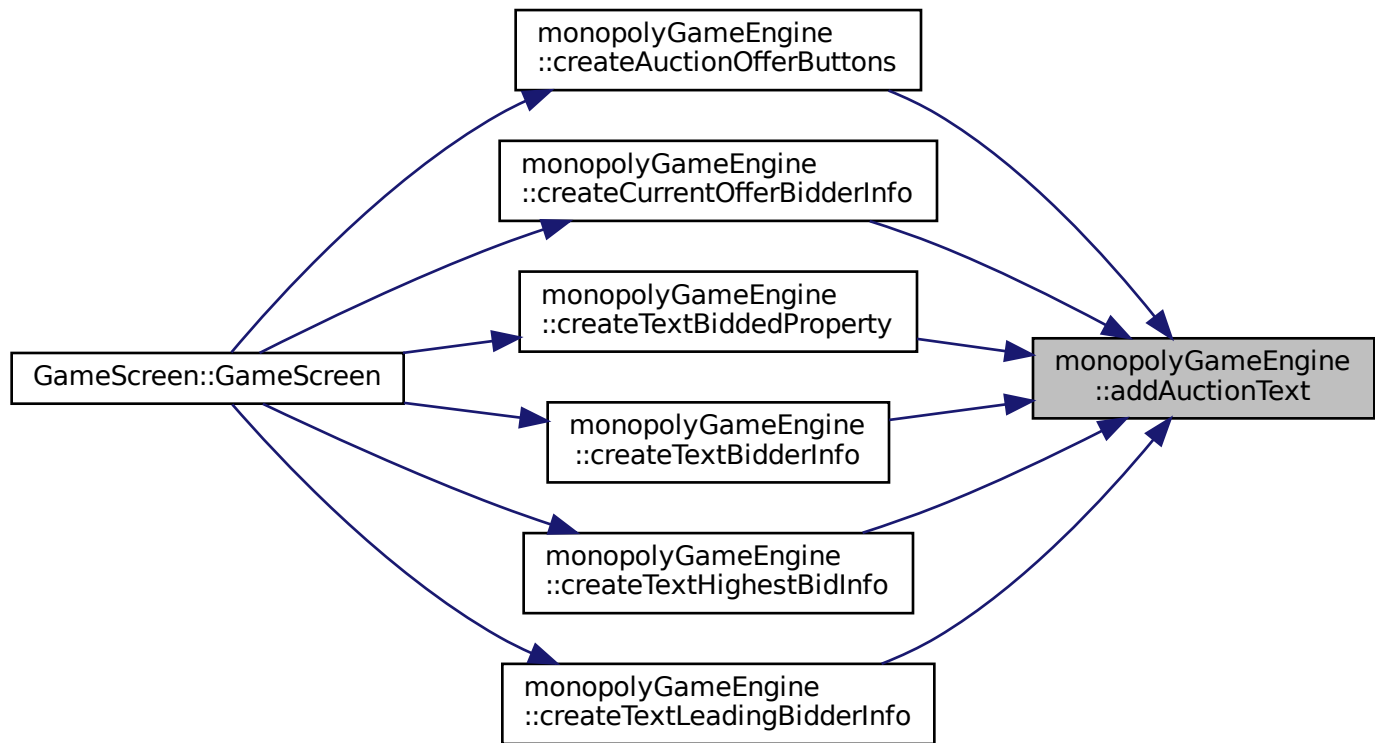 monopolyGameEngine
::createAuctionOfferButtons
monopolyGameEngine
::createCurrentOfferBidderInfo
monopolyGameEngine
::createTextBiddedProperty
GameScreen::GameScreen
monopolyGameEngine
::addAuctionText
monopolyGameEngine
::createTextBidderInfo
monopolyGameEngine
::createTextHighestBidInfo
monopolyGameEngine
::createTextLeadingBidderInfo